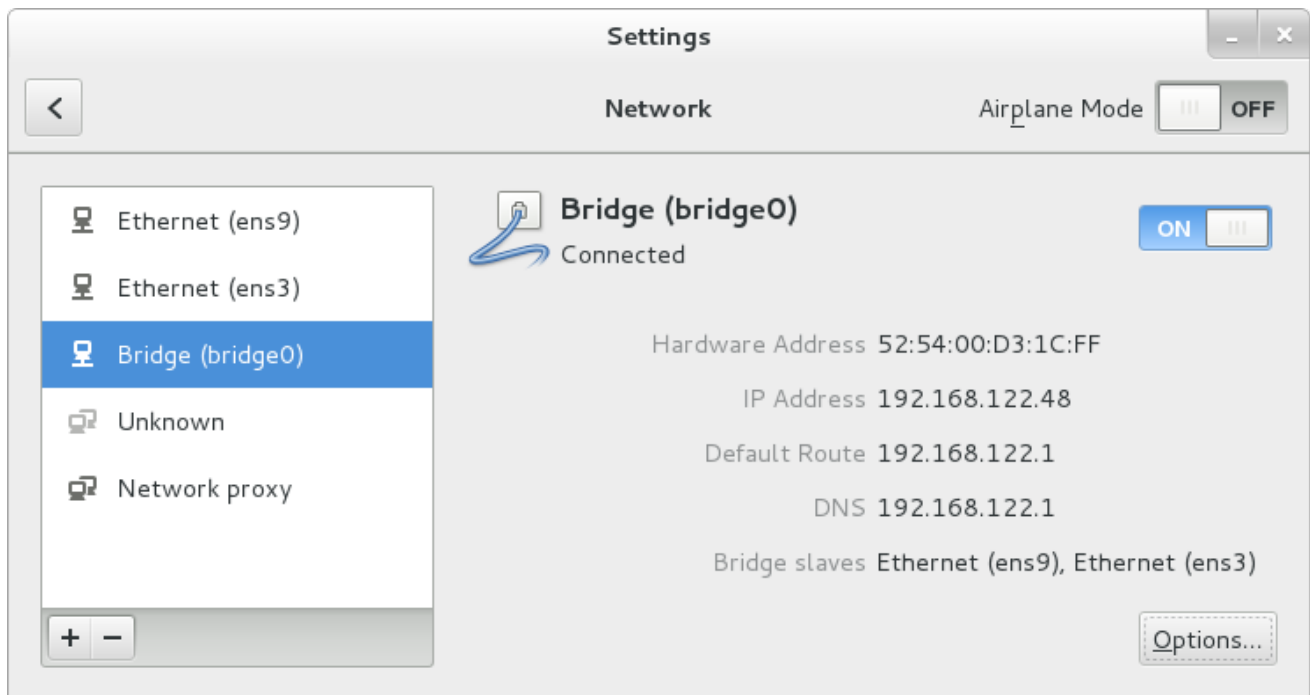 Settings
Network
Airplane Mode OFF
Ethernet (ens9)
Ethernet (ens3)
Bridge (bridge0)
Unknown
Network proxy
Bridge (bridge0)
ON
Connected
Hardware Address 52:54:00:D3:1C:FF
IP Address 192.168.122.48
Default Route 192.168.122.1
DNS 192.168.122.1
Bridge slaves Ethernet (ens9), Ethernet (ens3)
Options...